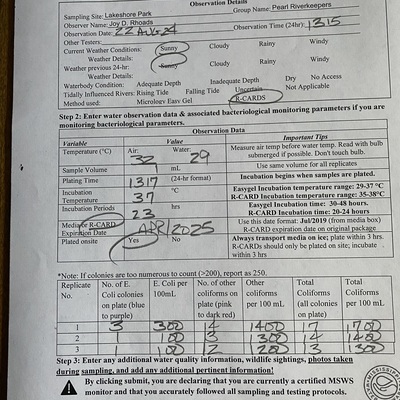 Observation Details
Sampling Site: Lakeshore Park Group Name: Pearl Riverkeepers
Observer Name: Joy D. Rhoads
Observation Date: 22 Aug 24 Observation Time (24hr): 1315
Other Testers:
Current Weather Conditions: Sunny Cloudy Rainy Windy
Weather Details:
Weather previous 24-hr: Sunny Cloudy Rainy Windy
Weather Details:
Waterbody Condition: Adequate Depth Inadequate Depth Dry No Access
Tidally Influenced Rivers: Rising Tide Falling Tide Uncertain Not Applicable
Method used: Micrology Easy Gel R-CARDS
Step 2: Enter water observation data & associated bacteriological monitoring parameters if you are
monitoring bacteriological parameters.
Observation Data
Variable Value Important Tips
Temperature (°C) Air: 32 Water: 29 Measure air temp before water temp. Read with bulb
submerged if possible. Don't touch bulb.
Sample Volume 1 mL Use same volume for all replicates
Plating Time 1317 (24-hr format) Incubation begins when samples are plated.
Incubation
Temperature 37 °C Easygel Incubation temperature range: 29-37 °C
R-CARD Incubation temperature range: 35-38°C
Incubation Periods 23 hrs Easygel Incubation time: 30-48 hours.
R-CARD Incubation time: 20-24 hours
Media or R-CARD
Expiration Date APR/2025 Use this date format: Jul/2019 (from media box)
R-CARD expiration date on original package
Plated onsite Yes No Always transport media on ice; plate within 3 hrs.
R-CARDs should only be plated on site; incubate
within 3 hrs.
*Note: If colonies are too numerous to count (>200), report as 250.
Replicate
No. No. of E.
Coli colonies
on plate (blue
to purple) E. Coli per
100mL No. of other
coliforms on
plate (pink
to dark red) Other
coliforms
per 100 mL Total
Coliforms
(all colonies
on plate) Total
Coliforms
per 100 mL
1 3 300 14 1400 17 1700
2 1 100 3 300 4 400
3 1 100 2 200 3 300
Step 3: Enter any additional water quality information, wildlife sightings, photos taken
during sampling, and add any additional pertinent information!
By clicking submit, you are declaring that you are currently a certified MSWS
monitor and that you accurately followed all sampling and testing protocols.